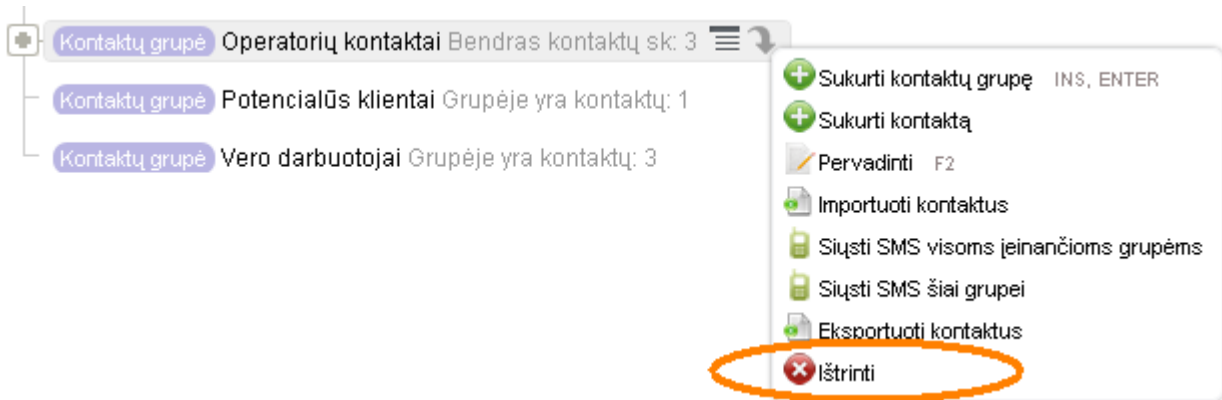 Kontaktų grupė Operatorių kontaktai Bendras kontaktų sk: 3
Kontaktų grupė Potencialūs klientai Grupėje yra kontaktų: 1
Kontaktų grupė Vero darbuotojai Grupėje yra kontaktų: 3
Sukurti kontaktų grupę INS, ENTER
Sukurti kontaktą
Pervadinti F2
Importuoti kontaktus
Siųsti SMS visoms įeinančioms grupėms
Siųsti SMS šiai grupei
Eksportuoti kontaktus
Ištrinti